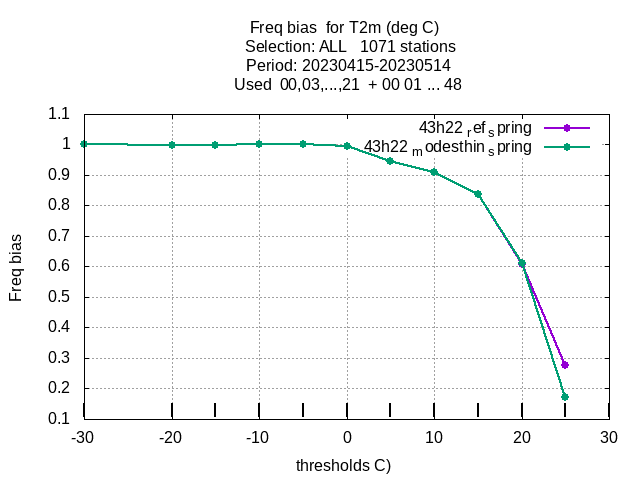 Freq bias  for T2m (deg C)
Selection: ALL   1071 stations
Period: 20230415-20230514
Used  00,03,...,21  + 00 01 ... 48
1.1
1
0.9
0.8
0.7
0.6
0.5
0.4
0.3
0.2
0.1
Freq bias
43h22 ref spring
43h22 modesthin spring
-30
-20
-10
0
10
20
30
thresholds C)